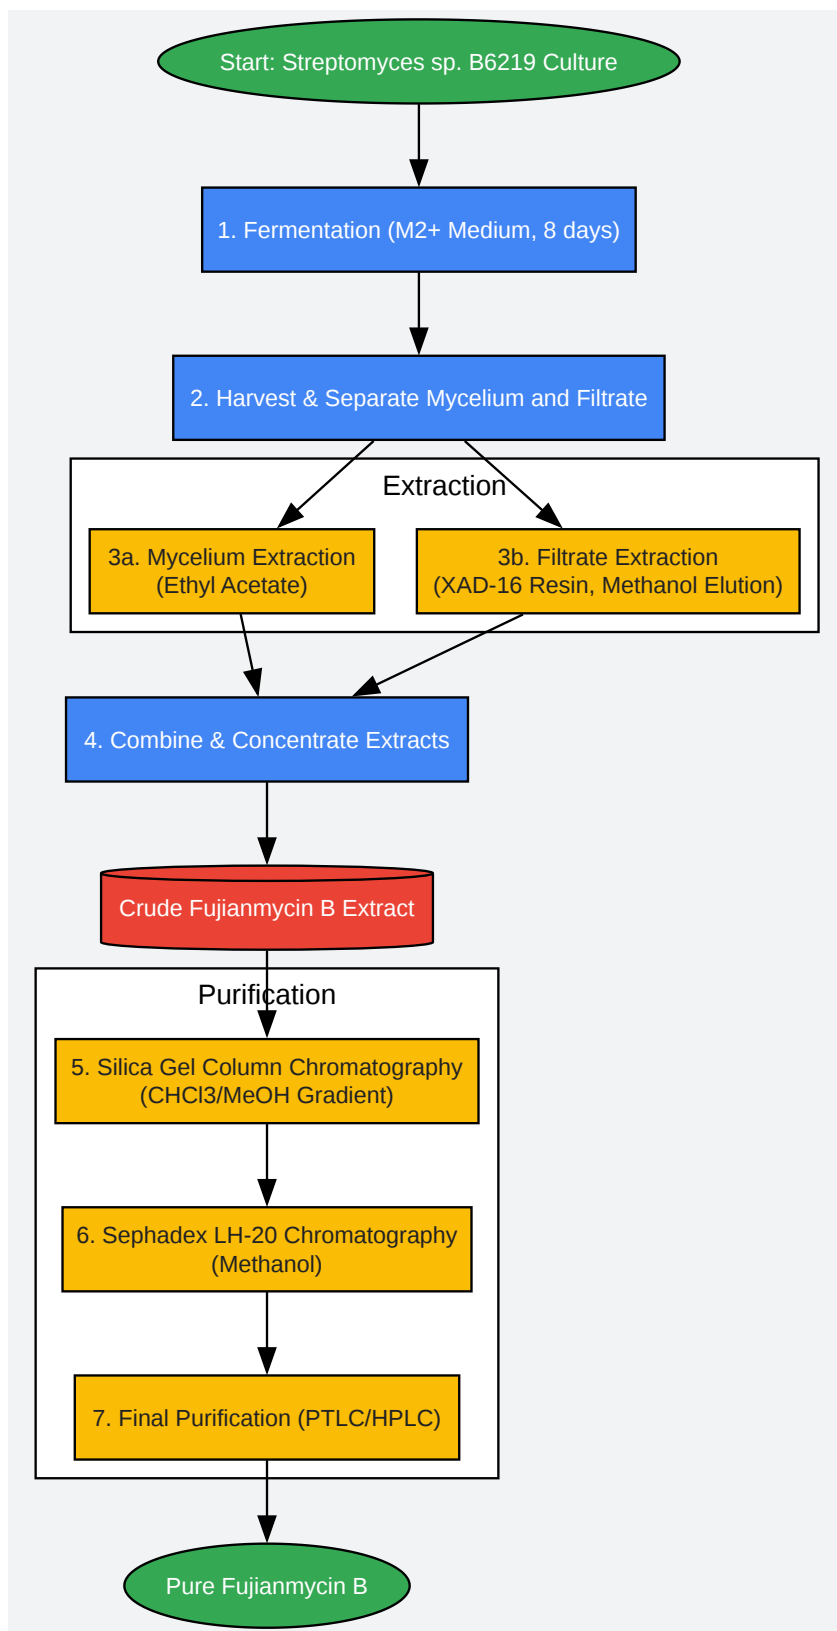 Start: Streptomyces sp. B6219 Culture
1. Fermentation (M2+ Medium, 8 days)
2. Harvest & Separate Mycelium and Filtrate
Extraction
3a. Mycelium Extraction
(Ethyl Acetate)
3b. Filtrate Extraction
(XAD-16 Resin, Methanol Elution)
4. Combine & Concentrate Extracts
Crude Fujianmycin B Extract
Purification
5. Silica Gel Column Chromatography
(CHCl3/MeOH Gradient)
6. Sephadex LH-20 Chromatography
(Methanol)
7. Final Purification (PTLC/HPLC)
Pure Fujianmycin B